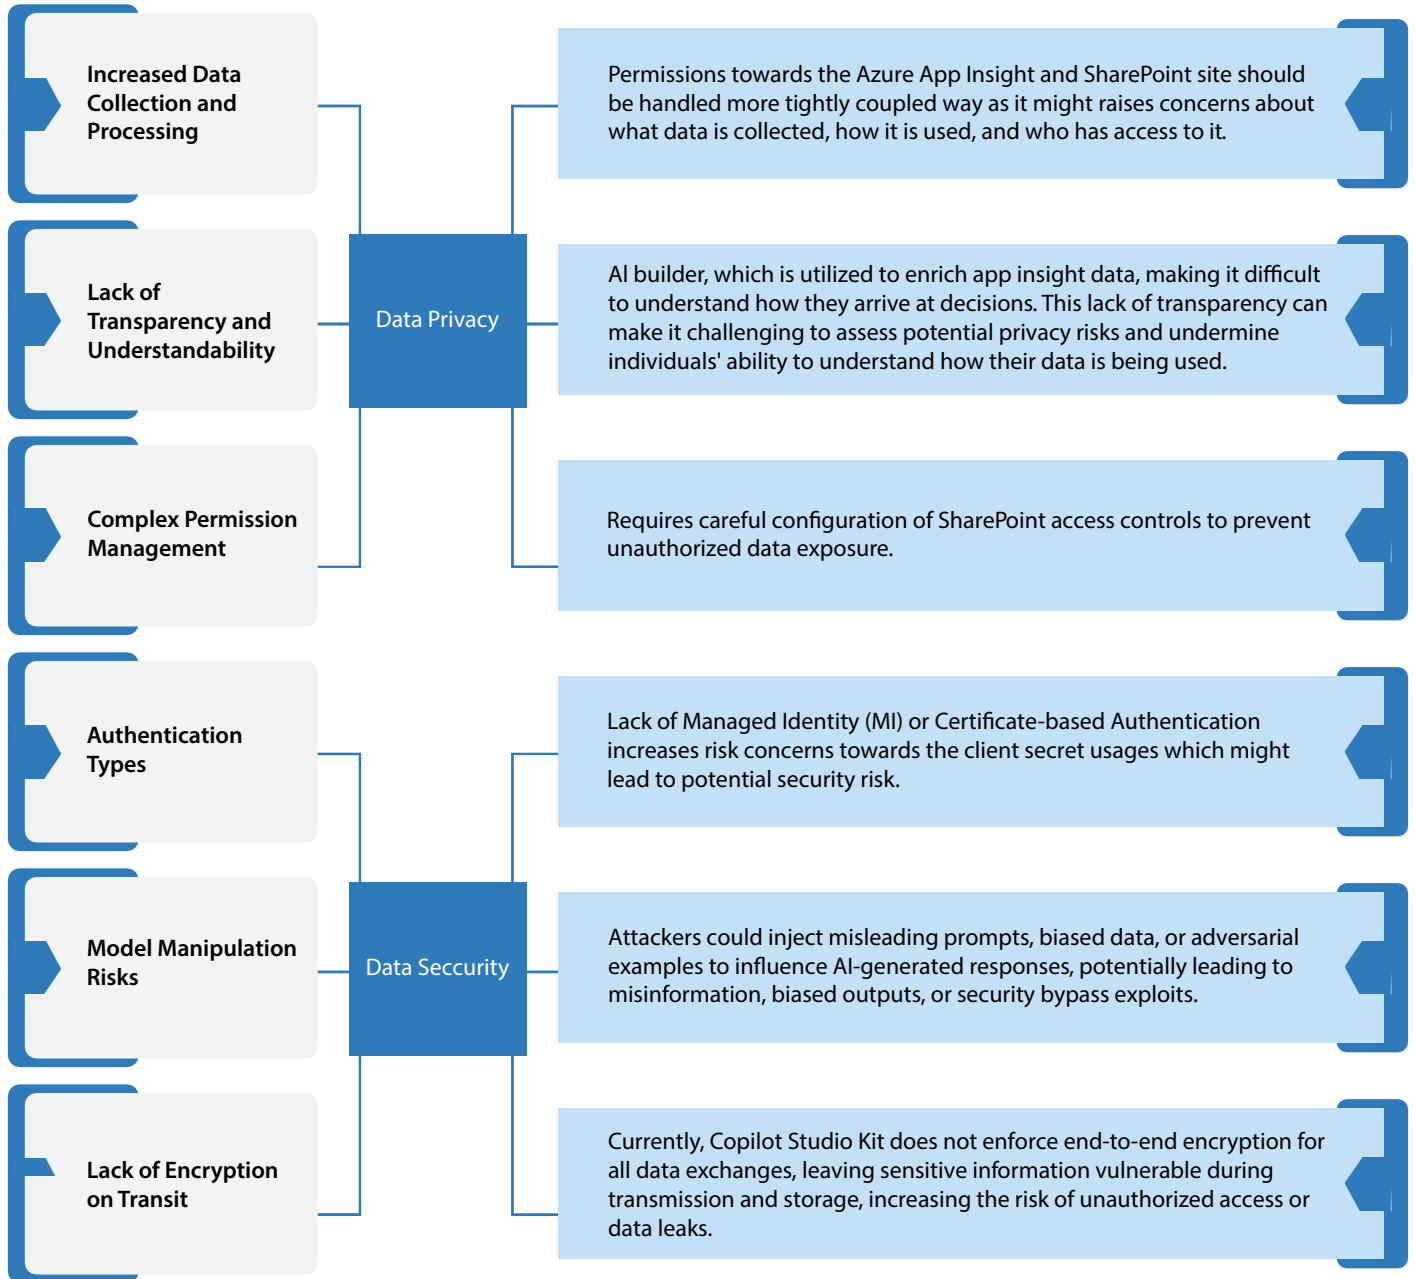 Increased Data
Collection and
Processing
Permissions towards the Azure App Insight and SharePoint site should
be handled more tightly coupled way as it might raises concerns about
what data is collected, how it is used, and who has access to it.
Lack of
Transparency and
Understandability
Data Privacy
AI builder, which is utilized to enrich app insight data, making it difficult
to understand how they arrive at decisions. This lack of transparency can
make it challenging to assess potential privacy risks and undermine
individuals' ability to understand how their data is being used.
Complex Permission
Management
Requires careful configuration of SharePoint access controls to prevent
unauthorized data exposure.
Authentication
Types
Lack of Managed Identity (MI) or Certificate-based Authentication
increases risk concerns towards the client secret usages which might
lead to potential security risk.
Model Manipulation
Risks
Data Seccurity
Attackers could inject misleading prompts, biased data, or adversarial
examples to influence AI-generated responses, potentially leading to
misinformation, biased outputs, or security bypass exploits.
Lack of Encryption
on Transit
Currently, Copilot Studio Kit does not enforce end-to-end encryption for
all data exchanges, leaving sensitive information vulnerable during
transmission and storage, increasing the risk of unauthorized access or
data leaks.